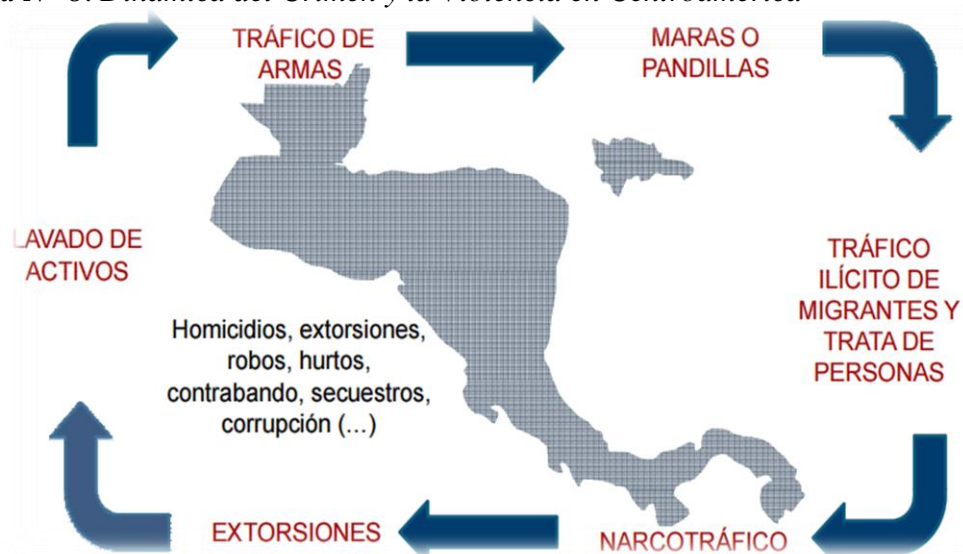 Dinámica del Crimen y la Violencia en Centroamérica
TRÁFICO DE
ARMAS
MARAS O
PANDILLAS
TRÁFICO
ILÍCITO DE
MIGRANTES Y
TRATA DE
PERSONAS
NARCOTRÁFICO
EXTORSIONES
LAVADO DE
ACTIVOS
Homicidios, extorsiones,
robos, hurtos,
contrabando, secuestros,
corrupción (...)